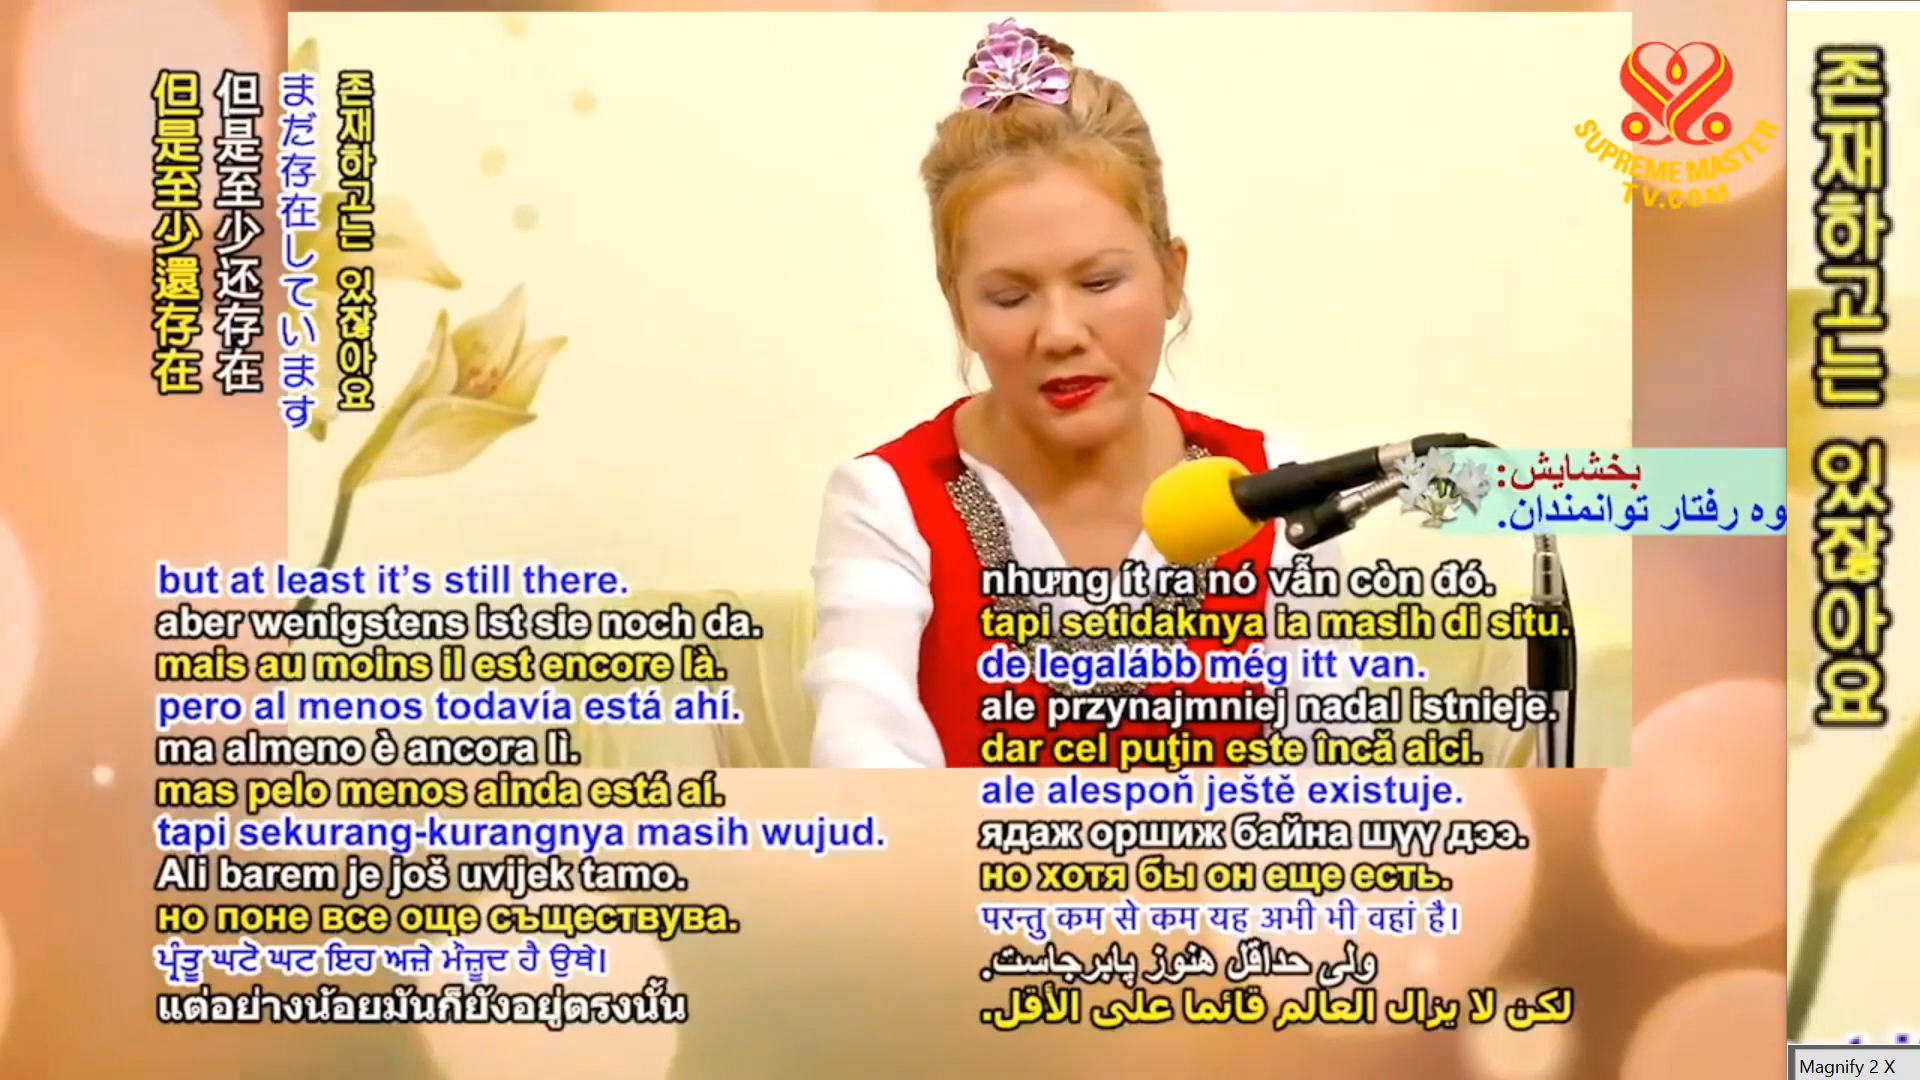 但是至少還存在
但是至少还存在
まだ存在しています
존재하고는 있잖아요
SUPREME MASTER
TV.COM
بخشایش:
وه رفتار توانمندان.
but at least it’s still there.
aber wenigstens ist sie noch da.
mais au moins il est encore là.
pero al menos todavía está ahí.
ma almeno è ancora lì.
mas pelo menos ainda está aí.
tapi sekurang-kurangnya masih wujud.
Ali barem je još uvijek tamo.
но поне все още съществува.
ਪ੍ਰੰਤੂ ਘਟੋ ਘਟ ਇਹ ਅਜ਼ੇ ਮੌਜ਼ੂਦ ਹੈ ਉਥੇ।
แต่อย่างน้อยมันก็ยังอยู่ตรงนั้น
nhưng ít ra nó vẫn còn đó.
tapi setidaknya ia masih di situ.
de legalább még itt van.
ale przynajmniej nadal istnieje.
dar cel puţin este încă aici.
ale alespoň ještě existuje.
ядаж оршиж байна шүү дээ.
но хотя бы он еще есть.
परन्तु कम से कम यह अभी भी वहां है।
ولی حداقل هنوز پابرجاست.
لكن لا يزال العالم قائما على الأقل.
존재하고는 있잖아요
Magnify 2 X